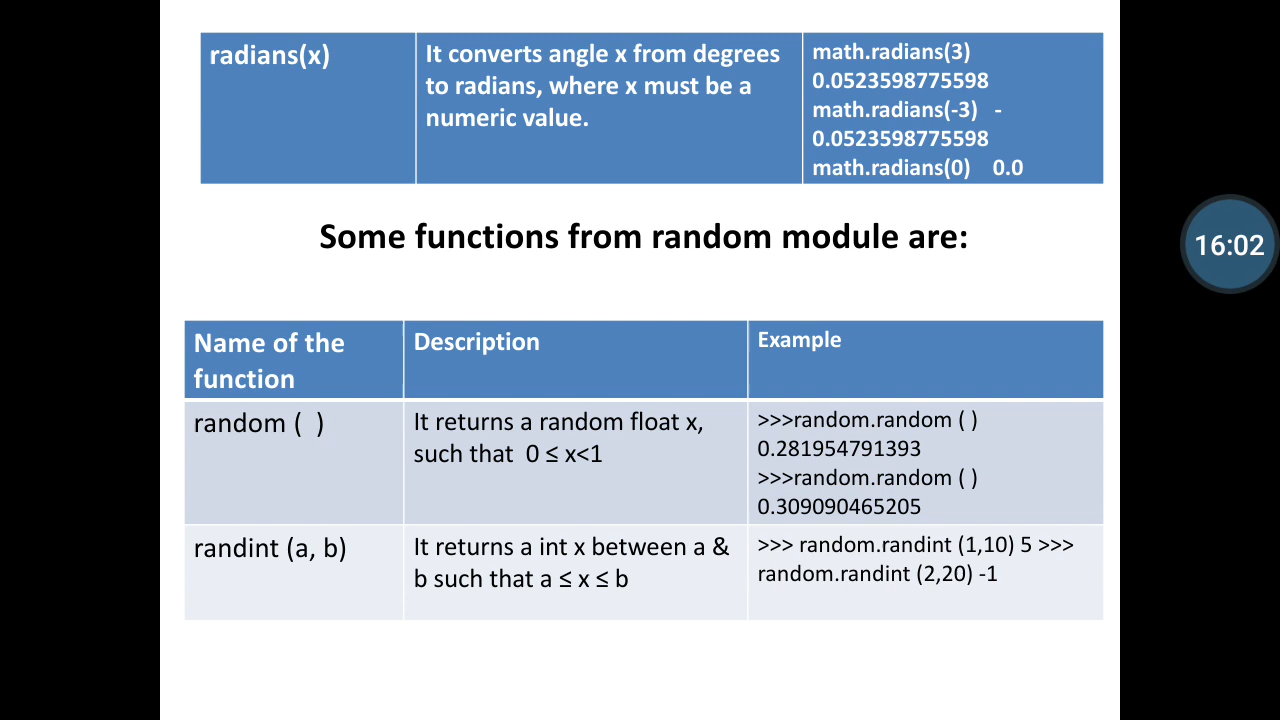 radians(x)
It converts angle x from degrees
to radians, where x must be a
numeric value.
math.radians(3)
0.0523598775598
math.radians(-3) -
0.0523598775598
math.radians(0) 0.0
Some functions from random module are:
16:02
Name of the
function
Description
Example
random ( )
It returns a random float x,
such that 0 ≤ x<1
>>>random.random ( )
0.281954791393
>>>random.random ( )
0.309090465205
randint (a, b)
It returns a int x between a &
b such that a ≤ x ≤ b
>>> random.randint (1,10) 5 >>>
random.randint (2,20) -1